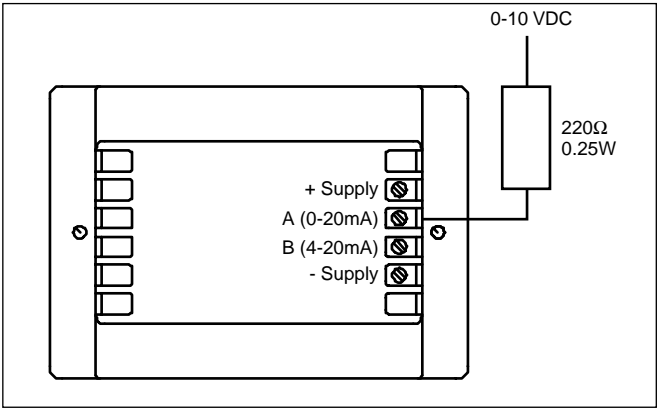 0-10 VDC
220Ω
0.25W
+ Supply
A (0-20mA)
B (4-20mA)
- Supply